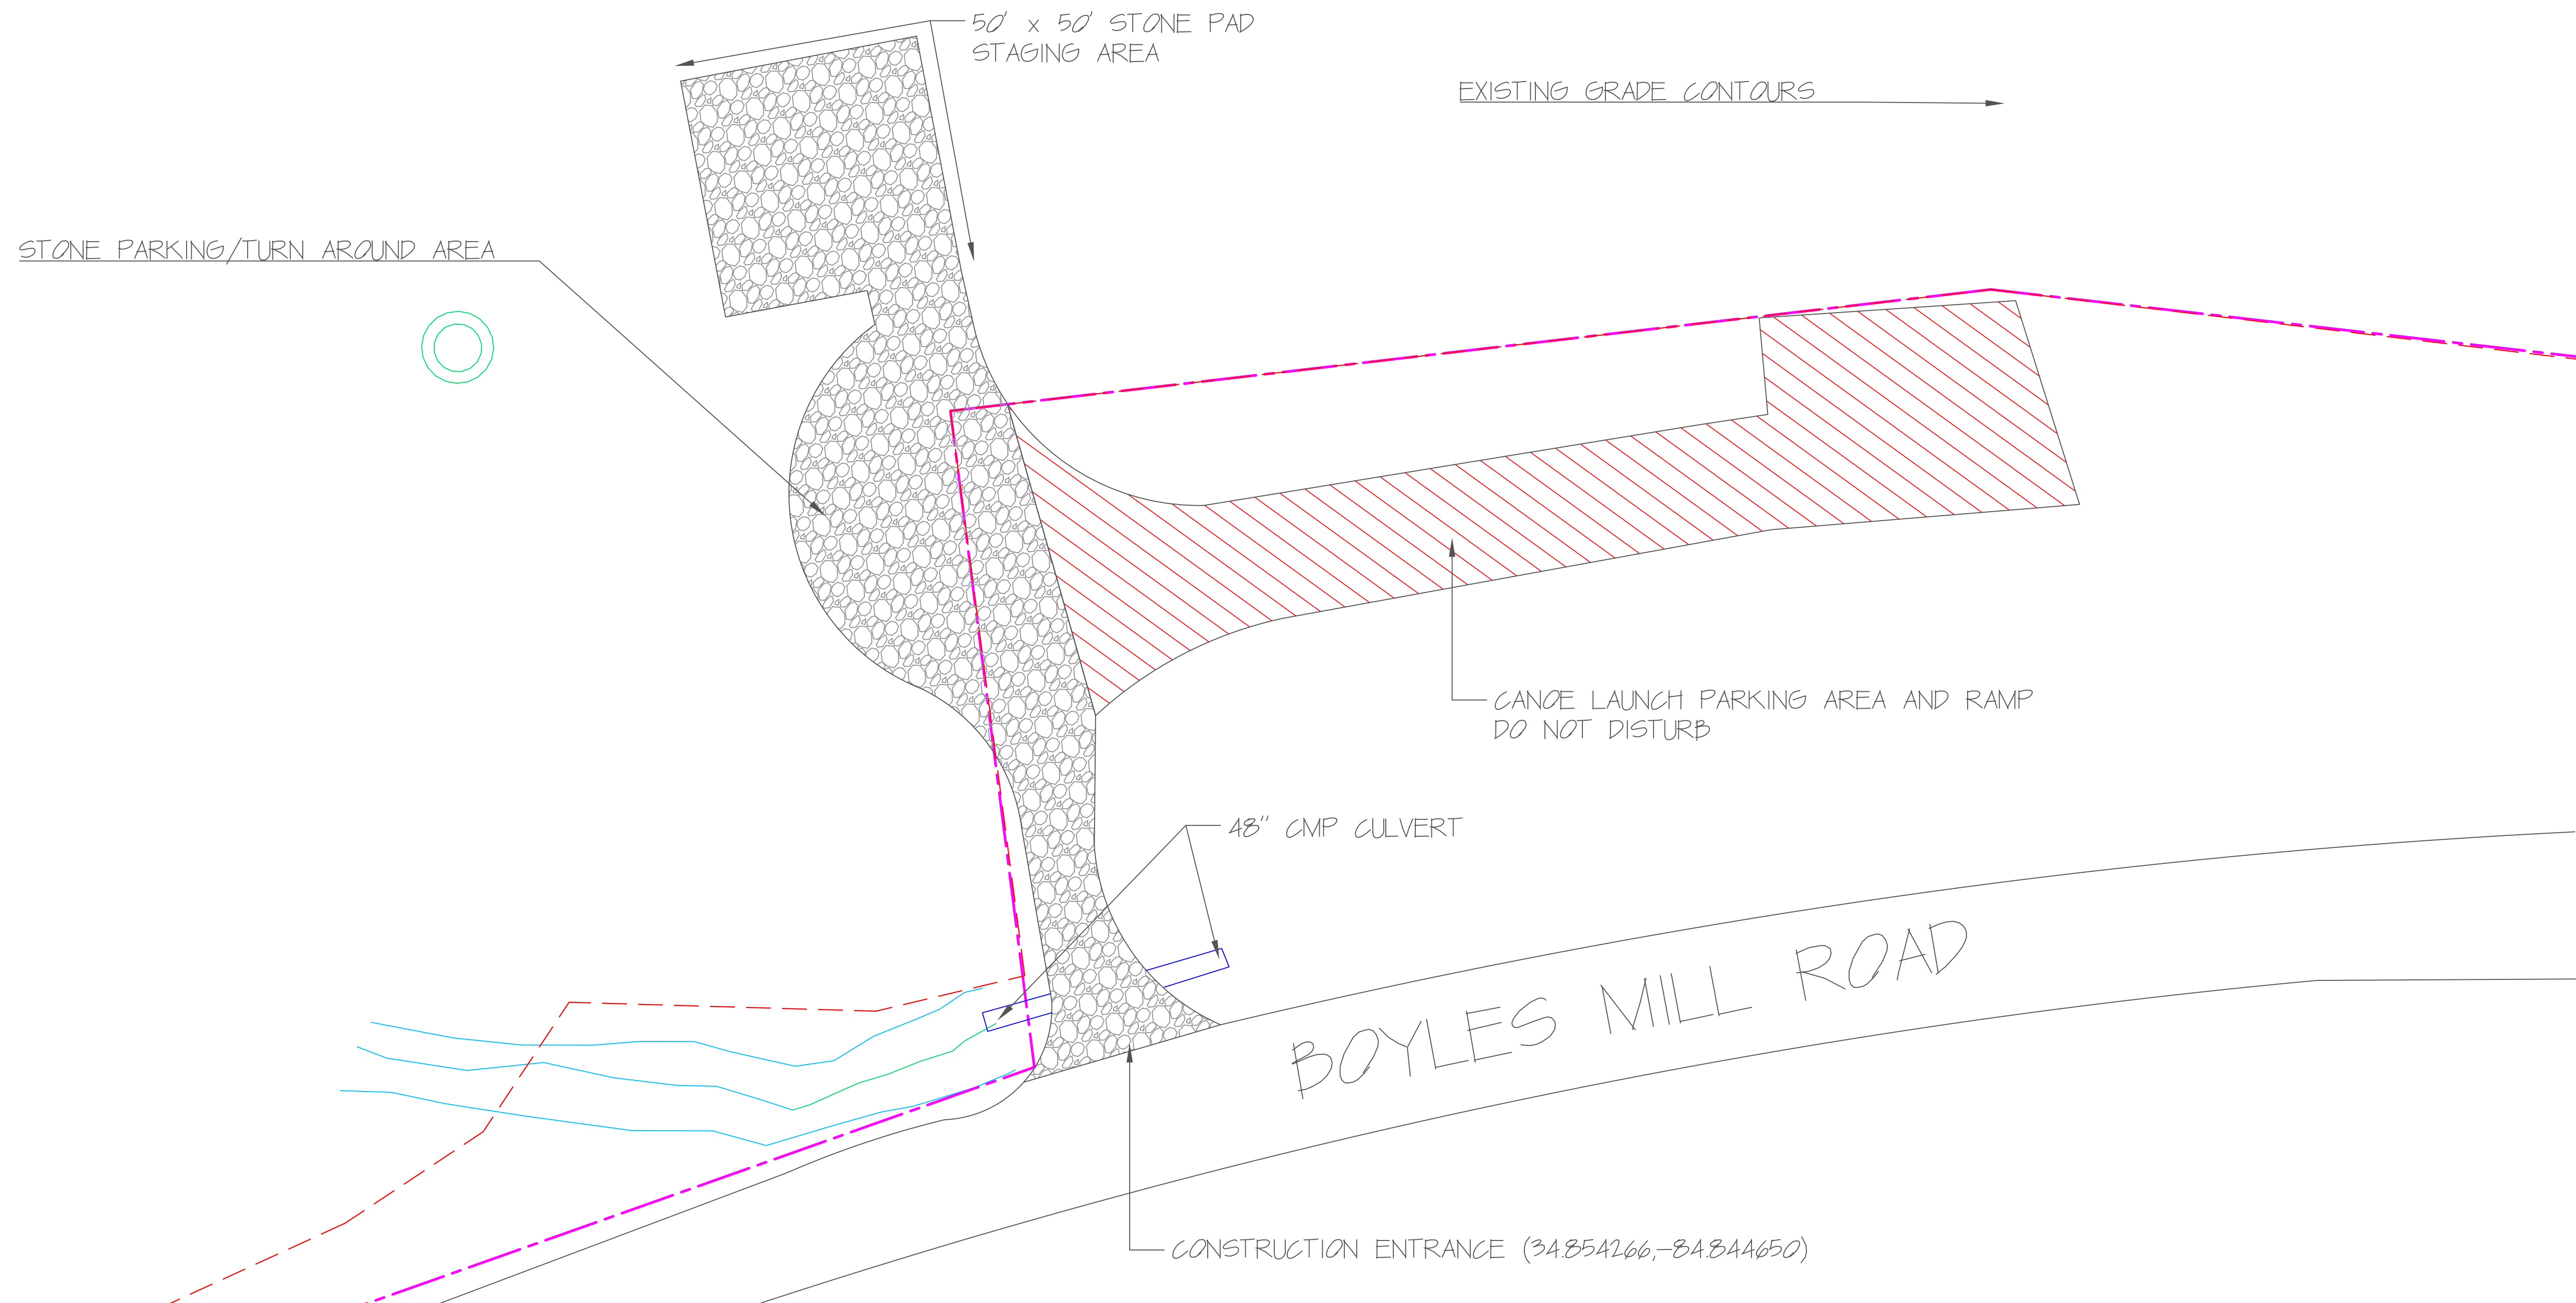 50' x 50' STONE PAD
STAGING AREA
EXISTING GRADE CONTOURS
STONE PARKING/TURN AROUND AREA
CANOE LAUNCH PARKING AREA AND RAMP
DO NOT DISTURB
48" CMP CULVERT
BOYLES MILL ROAD
CONSTRUCTION ENTRANCE (34.854266,-84.844650)